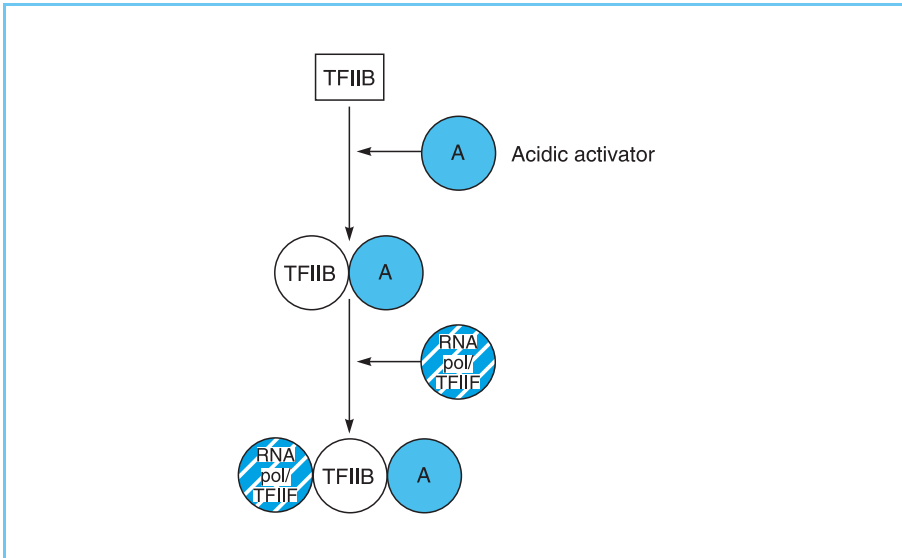 TFIIB
A
Acidic activator
TFIIB
A
RNA
pol/
TFIIF
RNA
pol/
TFIIF
TFIIB
A